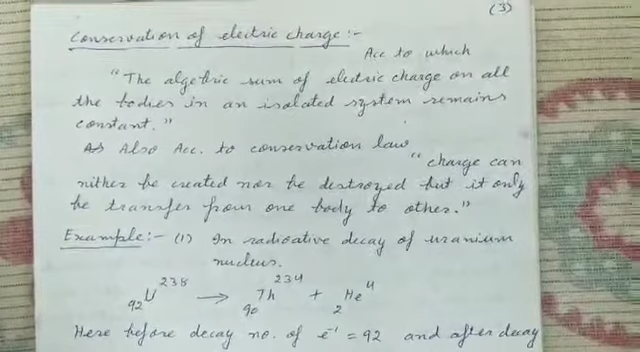 (3)
Conservation of electric charge :-
Acc to which
"The algebric sum of electric charge on all
the bodies in an isolated system remains
constant."
As Also Acc. to conservation law "charge can
nither be created nor be destroyed but it only
be transfer from one body to other."
Example:- (1) In radioative decay of uranium
nucleus.
₉₂U²³⁸ → ₉₀Th²³⁴ + ₂He⁴
Here before decay no. of e⁻¹ = 92 and after decay